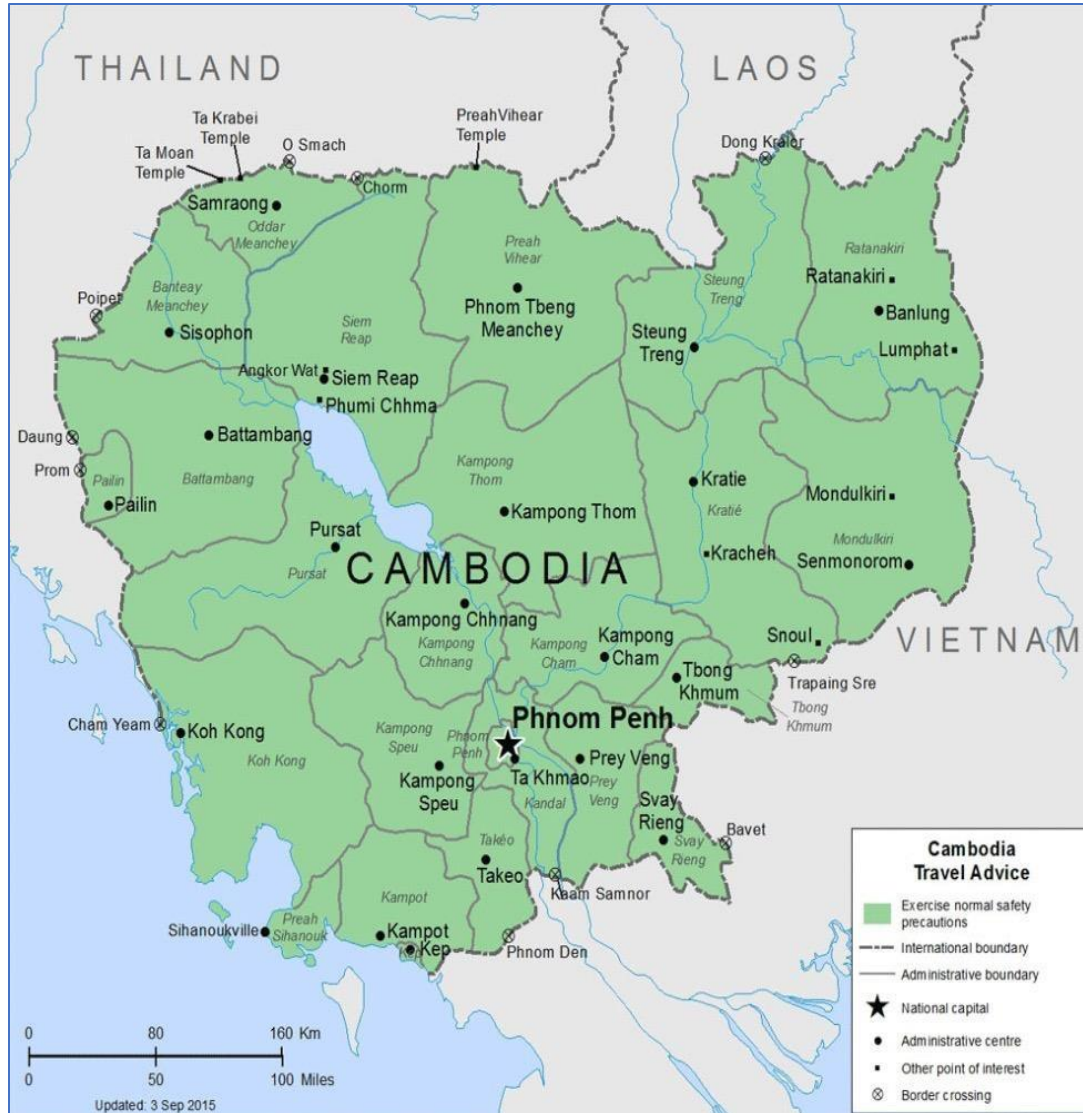 THAILAND
LAOS
Ta Krabei
Temple
O Smach
Preah Vihear
Temple
Ta Moan
Temple
Dong Kralor
Chorm
Samraong
Oddar
Meanchey
Preah
Vihear
Ratanakiri
Ratanakiri
Banteay
Meanchey
Phnom Tbeng
Meanchey
Steung
Treng
Banlung
Poipet
Sisophon
Siem
Reap
Steung
Treng
Lumphat
Angkor Wat
Siem Reap
Phumi Chhma
Daung
Battambang
Prom
Pailin
Battambang
Kampong
Thom
Kratie
Mondulkiri
Pailin
Kampong Thom
Kratié
Pursat
Mondulkiri
Pursat
CAMBODIA
Kracheh
Senmonorom
Kampong Chhnang
Kampong
Chhnang
Kampong
Cham
Kampong
Cham
Snoul
VIETNAM
Tbong
Khmum
Trapaing Sre
Tbong
Khmum
Cham Yeam
Koh Kong
Koh Kong
Kampong
Speu
Phnom
Penh
Phnom Penh
Kampong
Speu
Ta Khmao
Kandal
Prey Veng
Prey
Veng
Svay
Rieng
Svay
Rieng
Bavet
Takéo
Takeo
Kaam Samnor
Kampot
Sihanoukville
Preah
Sihanouk
Kampot
Kep
Kep
Phnom Den
0 80 160 Km
0 50 100 Miles
Updated: 3 Sep 2015
Cambodia
Travel Advice
Exercise normal safety
precautions
International boundary
Administrative boundary
National capital
Administrative centre
Other point of interest
Border crossing